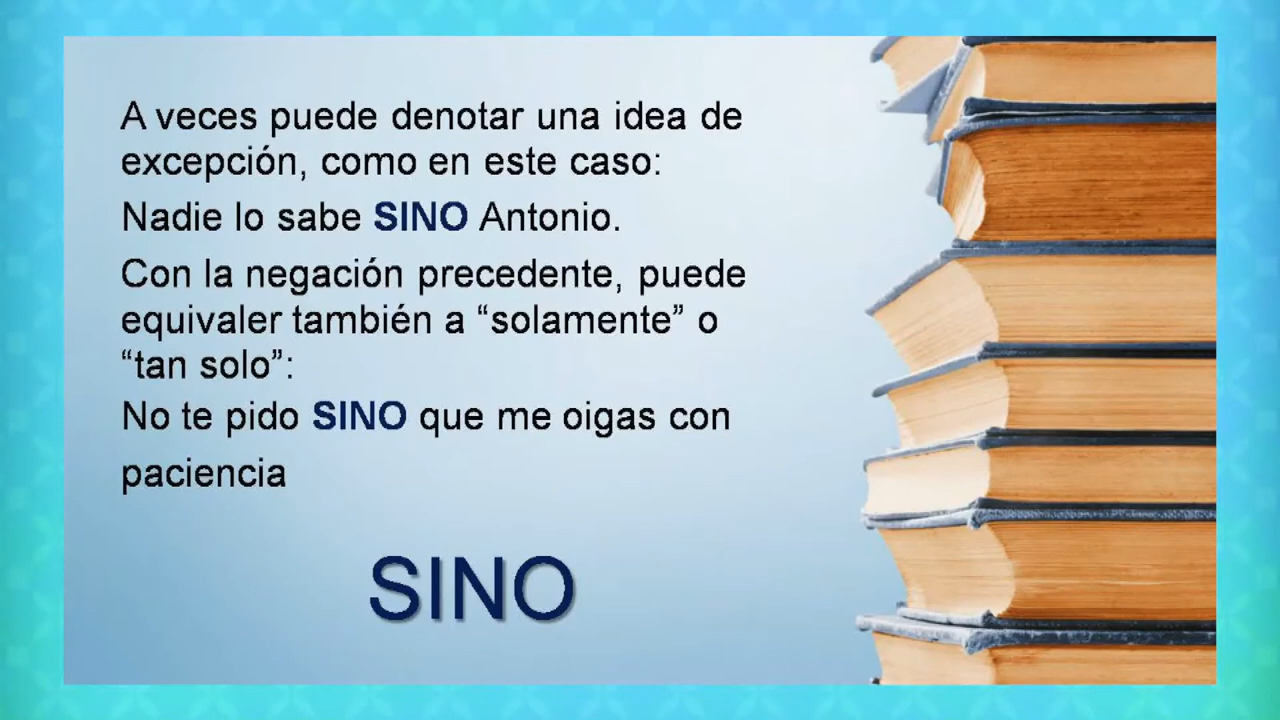 A veces puede denotar una idea de
excepción, como en este caso:
Nadie lo sabe SINO Antonio.
Con la negación precedente, puede
equivaler también a “solamente” o
“tan solo”:
No te pido SINO que me oigas con
paciencia
SINO